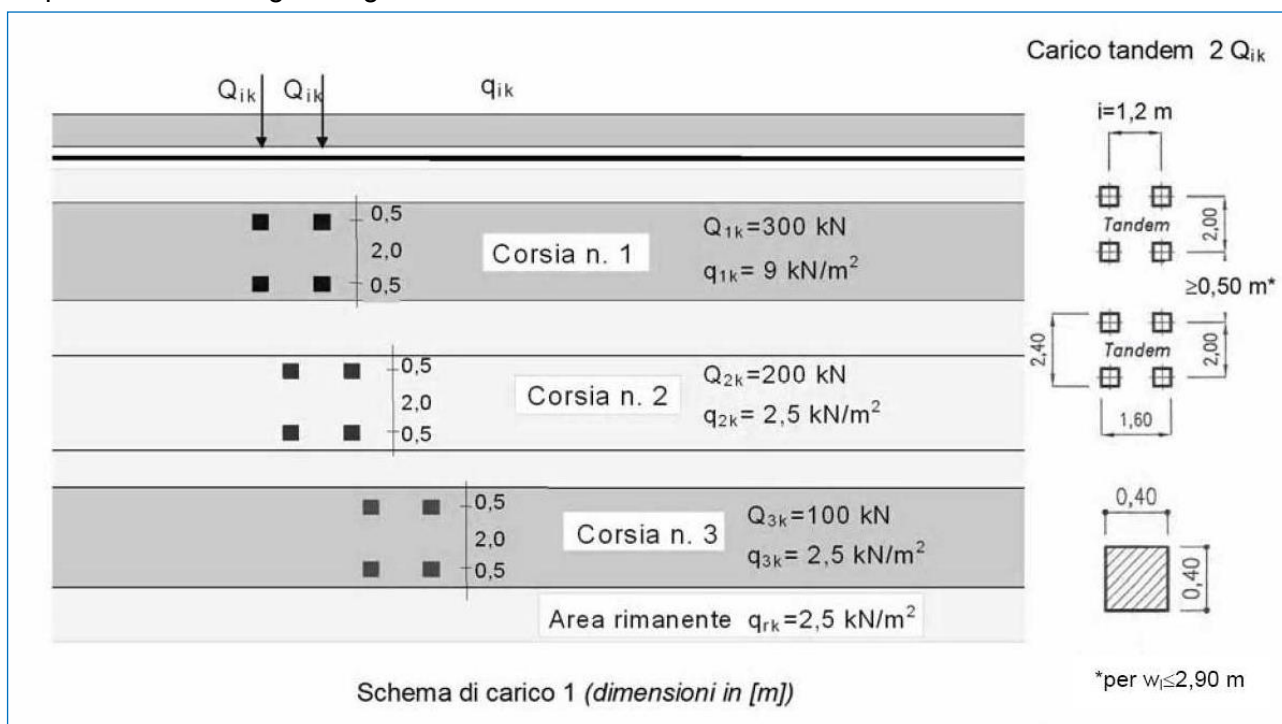 Carico tandem 2 Qik
Qik Qik qik
i=1,2 m
0,5
2,0
0,5
Corsia n. 1
Q1k=300 kN
q1k= 9 kN/m²
Tandem
2,00
≥0,50 m*
0,5
2,0
0,5
Corsia n. 2
Q2k=200 kN
q2k= 2,5 kN/m²
2,40
Tandem
2,00
1,60
0,5
2,0
0,5
Corsia n. 3
Q3k=100 kN
q3k= 2,5 kN/m²
0,40
0,40
Area rimanente qrk=2,5 kN/m²
Schema di carico 1 (dimensioni in [m])
*per wl≤2,90 m